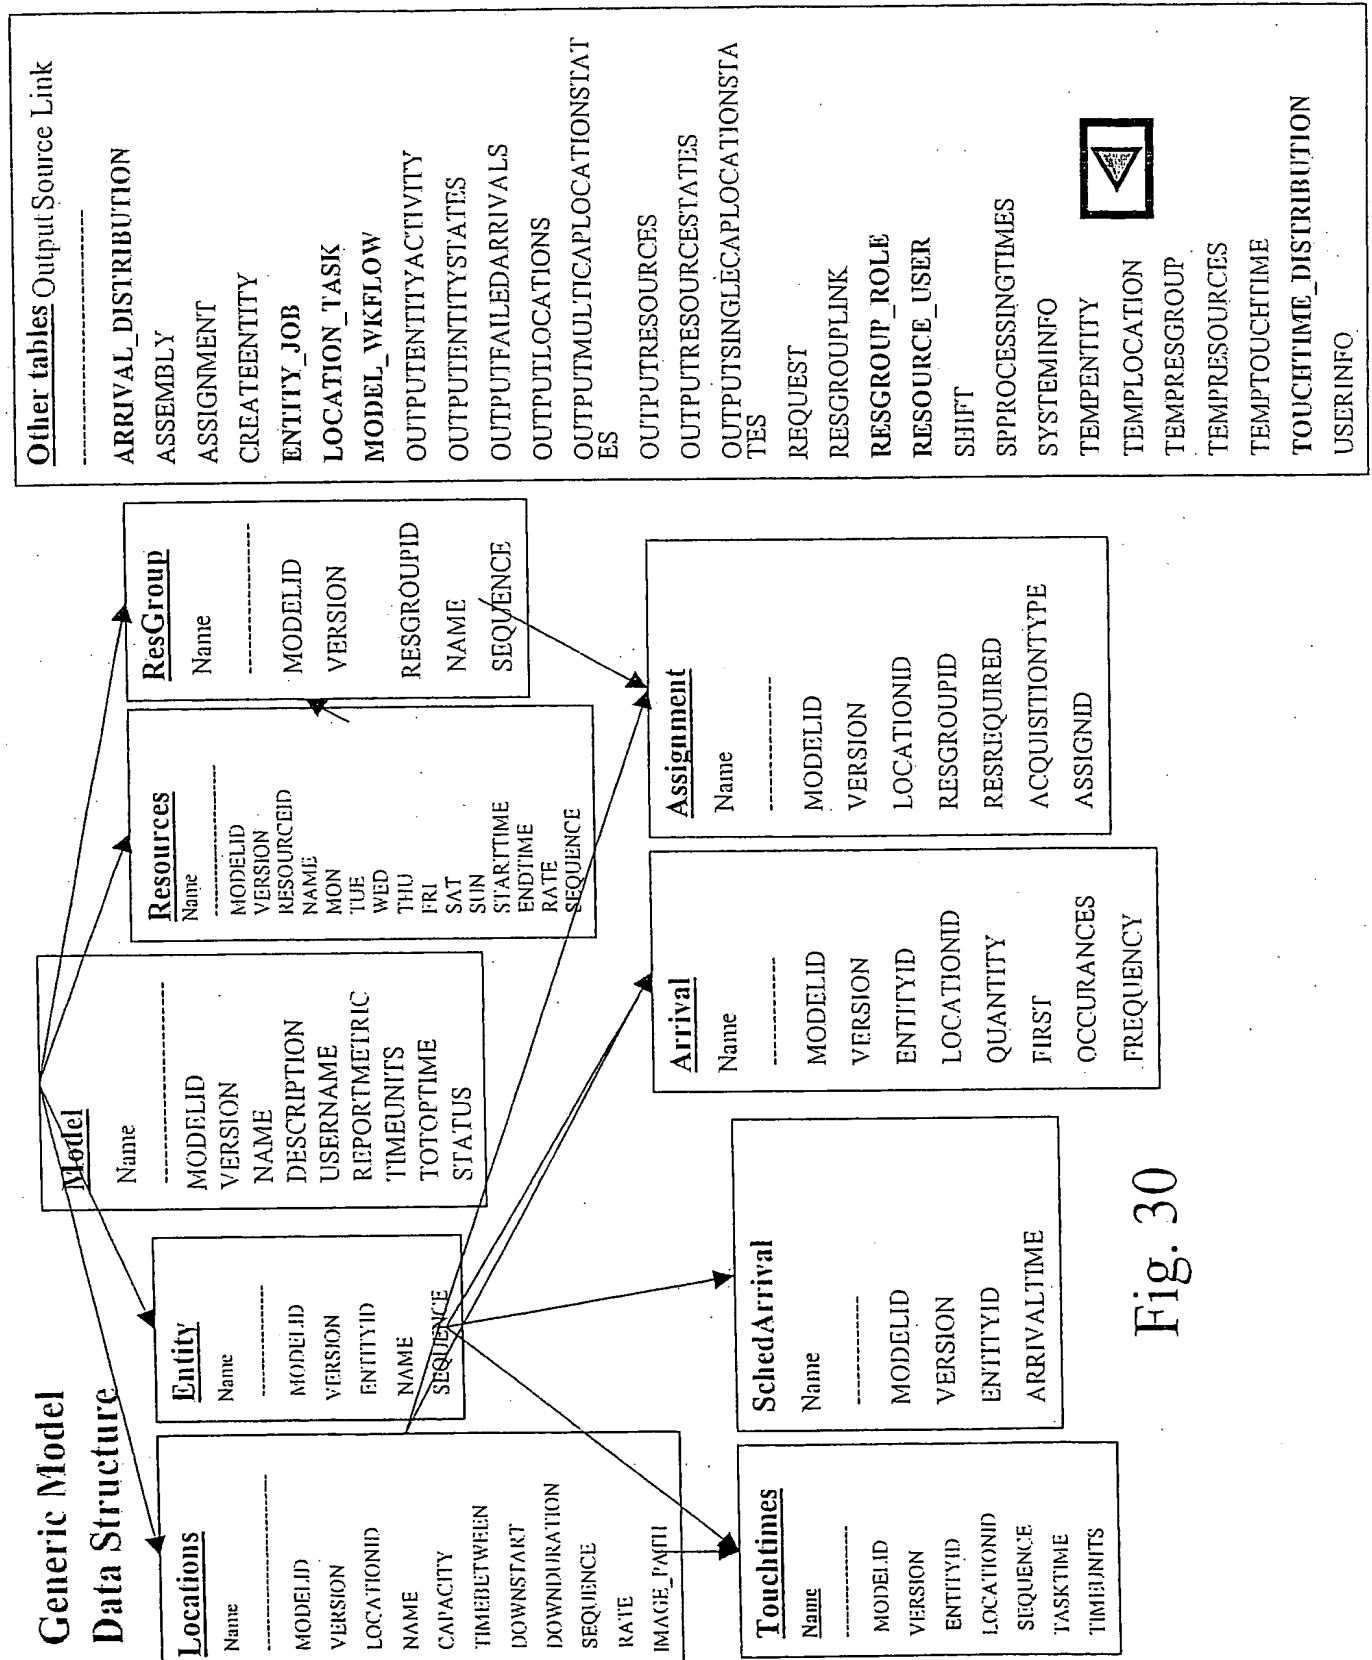 Generic Model
Data Structure
Locations
Name
MODELID
VERSION
LOCATIONID
NAME
CAPACITY
TIMEBETWEEN
DOWNSTART
DOWNDURATION
SEQUENCE
RATE
IMAGE_PATH
Entity
Name
MODELID
VERSION
ENTITYID
NAME
SEQUENCE
Model
Name
MODELID
VERSION
NAME
DESCRIPTION
USERNAME
REPORTMETRIC
TIMEUNITS
TOTOPTIME
STATUS
Resources
Name
MODELID
VERSION
RESOURCEID
NAME
MON
TUE
WED
THU
FRI
SAT
SUN
STARTTIME
ENDTIME
RATE
SEQUENCE
ResGroup
Name
MODELID
VERSION
RESGROUPID
NAME
SEQUENCE
Touchtimes
Name
MODELID
VERSION
ENTITYID
LOCATIONID
SEQUENCE
TASKTIME
TIMEUNITS
SchedArrival
Name
MODELID
VERSION
ENTITYID
ARRIVALTIME
Arrival
Name
MODELID
VERSION
ENTITYID
LOCATIONID
QUANTITY
FIRST
OCCURANCES
FREQUENCY
Assignment
Name
MODELID
VERSION
LOCATIONID
RESGROUPID
RESREQUIRED
ACQUISITIONTYPE
ASSIGNID
Other tables Output Source Link
ARRIVAL_DISTRIBUTION
ASSEMBLY
ASSIGNMENT
CREATEENTITY
ENTITY_JOB
LOCATION_TASK
MODEL_WKFLOW
OUTPUTENTITYACTIVITY
OUTPUTENTITYSTATES
OUTPUTFAILEDARRIVALS
OUTPUTLOCATIONS
OUTPUTMULTICAPLOCATIONSTAT
ES
OUTPUTRESOURCES
OUTPUTRESOURCESTATES
OUTPUTSINGLECAPLOCATIONSTA
TES
REQUEST
RESGROUPLINK
RESGROUP_ROLE
RESOURCE_USER
SHIFT
SPPROCESSINGTIMES
SYSTEMINFO
TEMPENTITY
TEMPLOCATION
TEMPRESGROUP
TEMPRESOURCES
TEMPTOUCHTIME
TOUCHTIME_DISTRIBUTION
USERINFO
Fig. 30